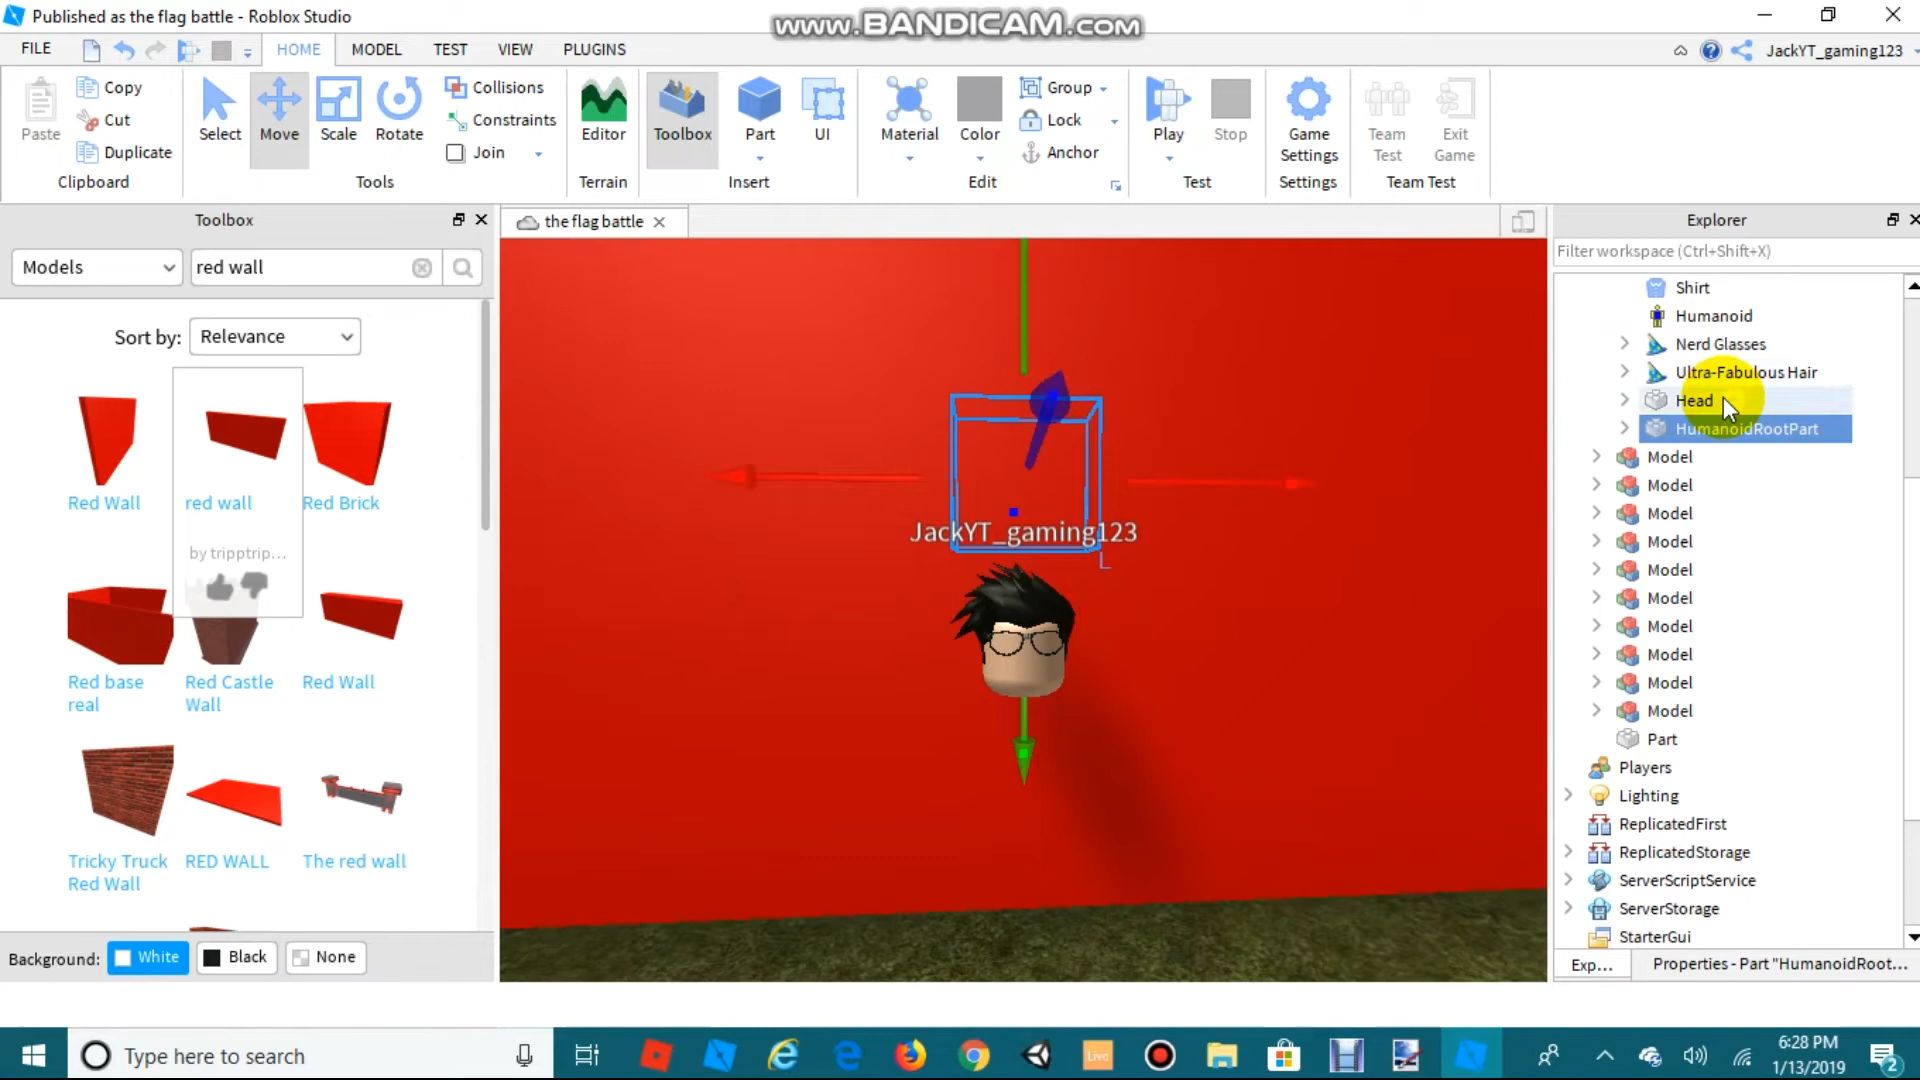 Published as the flag battle - Roblox Studio
www.BANDICAM.com
FILE HOME MODEL TEST VIEW PLUGINS JackYT_gaming123
Copy
Cut
Duplicate
Paste
Clipboard
Select Move Scale Rotate
Collisions
Constraints
Join
Tools
Editor
Terrain
Toolbox Part UI
Insert
Material Color
Group
Lock
Anchor
Edit
Play Stop
Test
Game
Settings
Settings
Team
Test
Exit
Game
Team Test
Toolbox
Models
red wall
Sort by: Relevance
Red Wall
red wall
by tripptrip...
Red Brick
Red base
real
Red Castle
Wall
Red Wall
Tricky Truck
Red Wall
RED WALL
The red wall
Background: White Black None
the flag battle
JackYT_gaming123
Explorer
Filter workspace (Ctrl+Shift+X)
Shirt
Humanoid
Nerd Glasses
Ultra-Fabulous Hair
Head
HumanoidRootPart
Model
Model
Model
Model
Model
Model
Model
Model
Model
Model
Part
Players
Lighting
ReplicatedFirst
ReplicatedStorage
ServerScriptService
ServerStorage
StarterGui
Exp... Properties - Part "HumanoidRoot...
Type here to search
Live
6:28 PM
1/13/2019
2